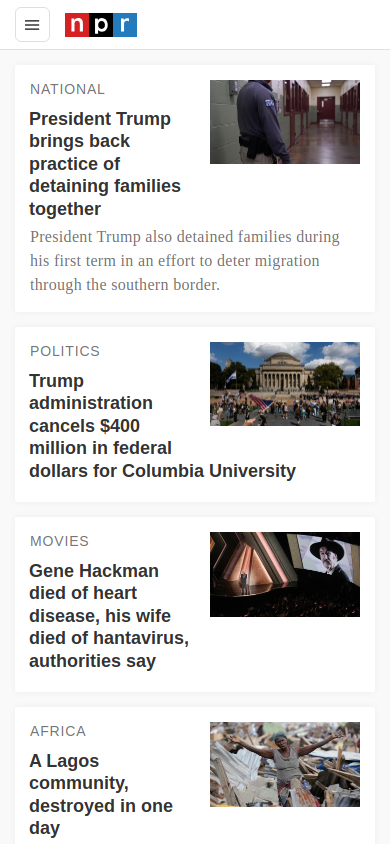 npr
NATIONAL
President Trump
brings back
practice of
detaining families
together
President Trump also detained families during
his first term in an effort to deter migration
through the southern border.
POLITICS
Trump
administration
cancels $400
million in federal
dollars for Columbia University
MOVIES
Gene Hackman
died of heart
disease, his wife
died of hantavirus,
authorities say
AFRICA
A Lagos
community,
destroyed in one
day